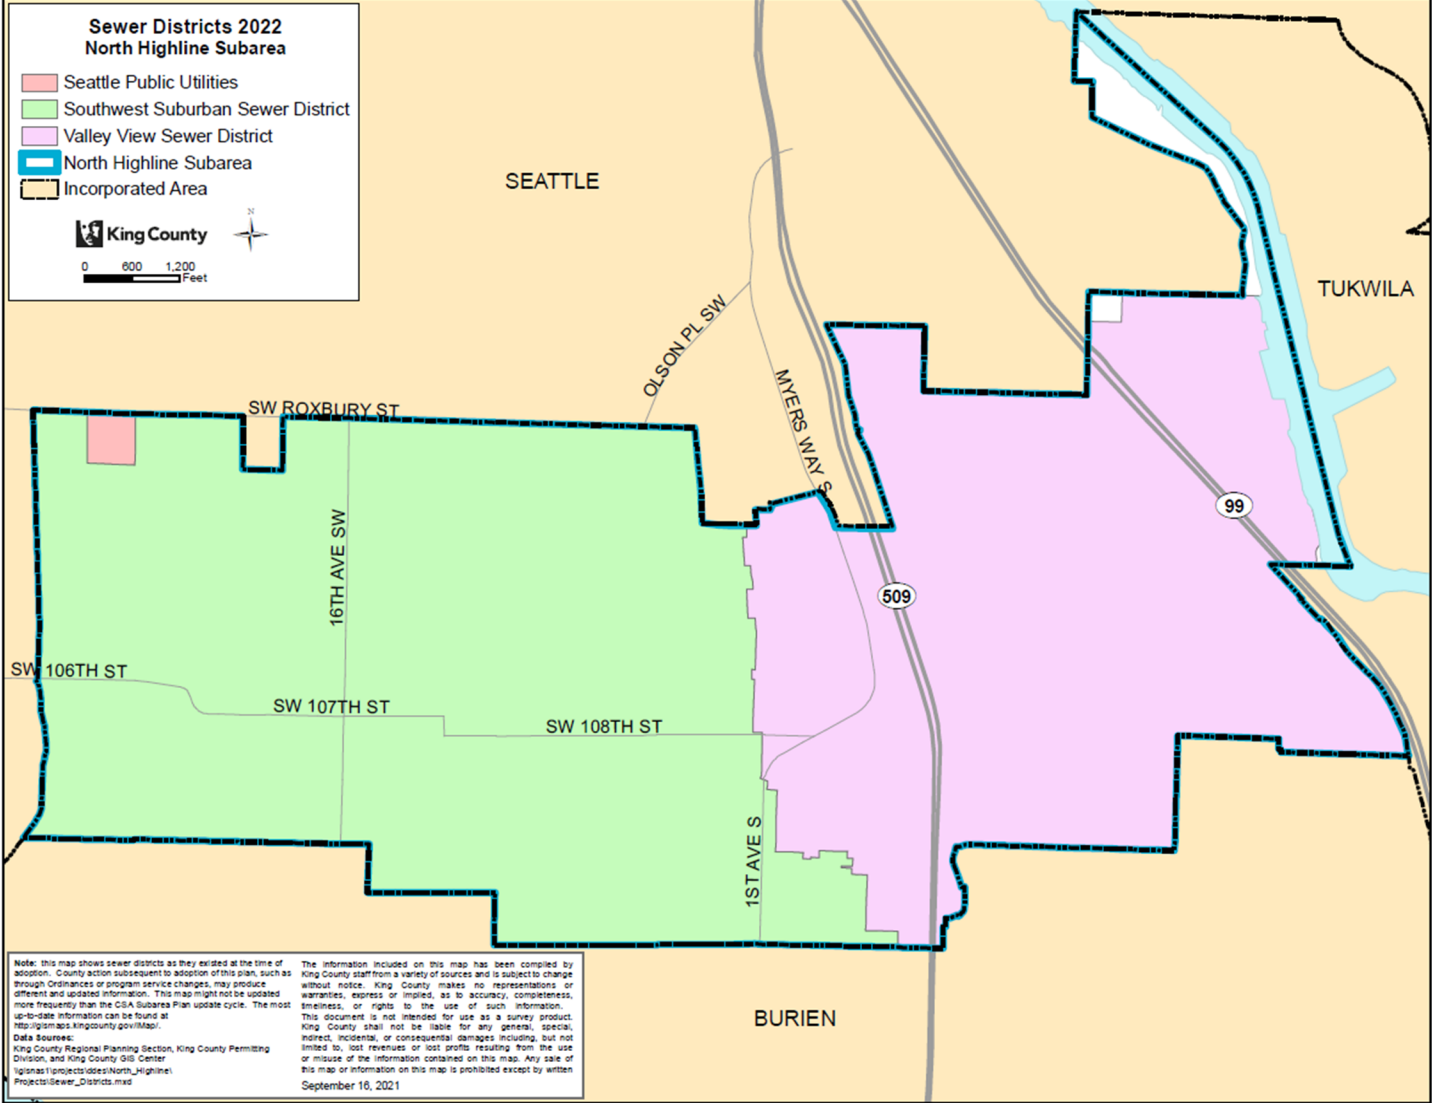 Sewer Districts 2022
North Highline Subarea
Seattle Public Utilities
Southwest Suburban Sewer District
Valley View Sewer District
North Highline Subarea
Incorporated Area
King County
N
0 600 1,200
Feet
SEATTLE
TUKWILA
OLSON PL SW
MYERS WAY S
SW ROXBURY ST
16TH AVE SW
99
509
SW 106TH ST
SW 107TH ST
SW 108TH ST
1ST AVE S
BURIEN
Note: this map shows sewer districts as they existed at the time of
adoption. County action subsequent to adoption of this plan, such as
through Ordinances or program service changes, may produce
different and updated information. This map might not be updated
more frequently than the CSA Subarea Plan update cycle. The most
up-to-date information can be found at
http://gismaps.kingcounty.gov/iMap/.
Data Sources:
King County Regional Planning Section, King County Permitting
Division, and King County GIS Center
\\gisnas1\projects\ddes\North_Highline\
Projects\Sewer_Districts.mxd
The information included on this map has been compiled by
King County staff from a variety of sources and is subject to change
without notice. King County makes no representations or
warranties, express or implied, as to accuracy, completeness,
timeliness, or rights to the use of such information.
This document is not intended for use as a survey product.
King County shall not be liable for any general, special,
indirect, incidental, or consequential damages including, but not
limited to, lost revenues or lost profits resulting from the use
or misuse of the information contained on this map. Any sale of
this map or information on this map is prohibited except by written
September 16, 2021